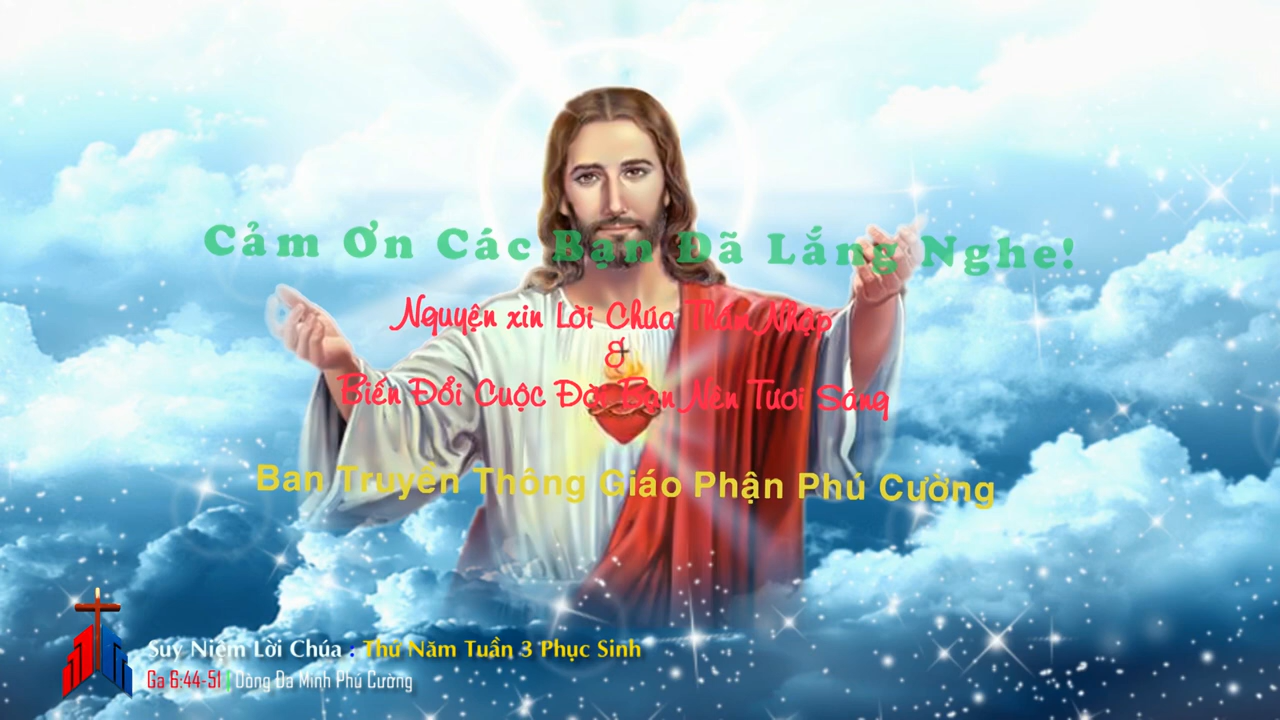 Cảm Ơn Các Bạn Đã Lắng Nghe!
Nguyện xin Lời Chúa Thấm Nhập
&
Biến Đổi Cuộc Đời Bạn Nên Tươi Sáng
Ban Truyền Thông Giáo Phận Phú Cường
Suy Niệm Lời Chúa : Thứ Năm Tuần 3 Phục Sinh
Ga 6:44-51 | Dòng Đa Minh Phú Cường